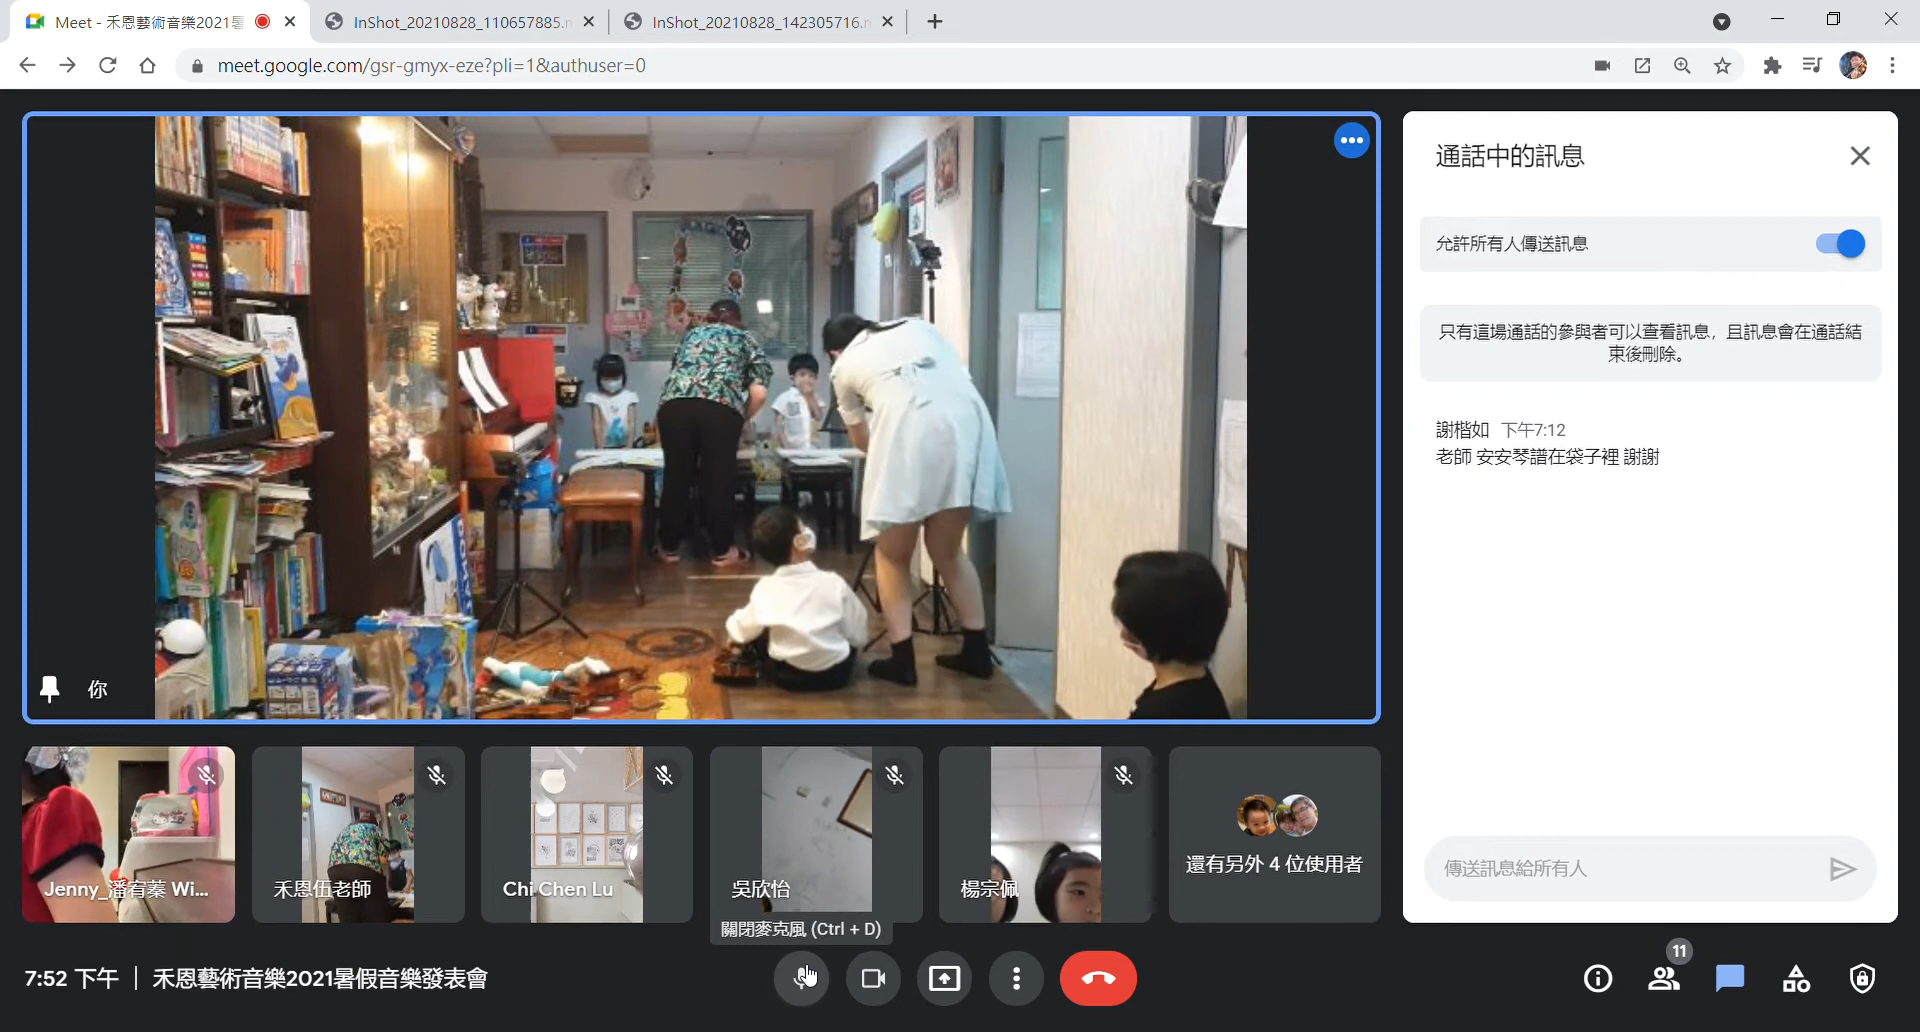 Meet - 禾恩藝術音樂2021暑
InShot_20210828_110657885.m
InShot_20210828_142305716.m
meet.google.com/gsr-gmyx-eze?pli=1&authuser=0
通話中的訊息
允許所有人傳送訊息
只有這場通話的參與者可以查看訊息，且訊息會在通話結
束後刪除。
謝楷如 下午7:12
老師 安安琴譜在袋子裡 謝謝
你
Jenny_潘宥蓁 Wi...
禾恩伍老師
Chi Chen Lu
吳欣怡
楊宗佩
還有另外 4 位使用者
傳送訊息給所有人
關閉麥克風 (Ctrl + D)
7:52 下午 | 禾恩藝術音樂2021暑假音樂發表會
11